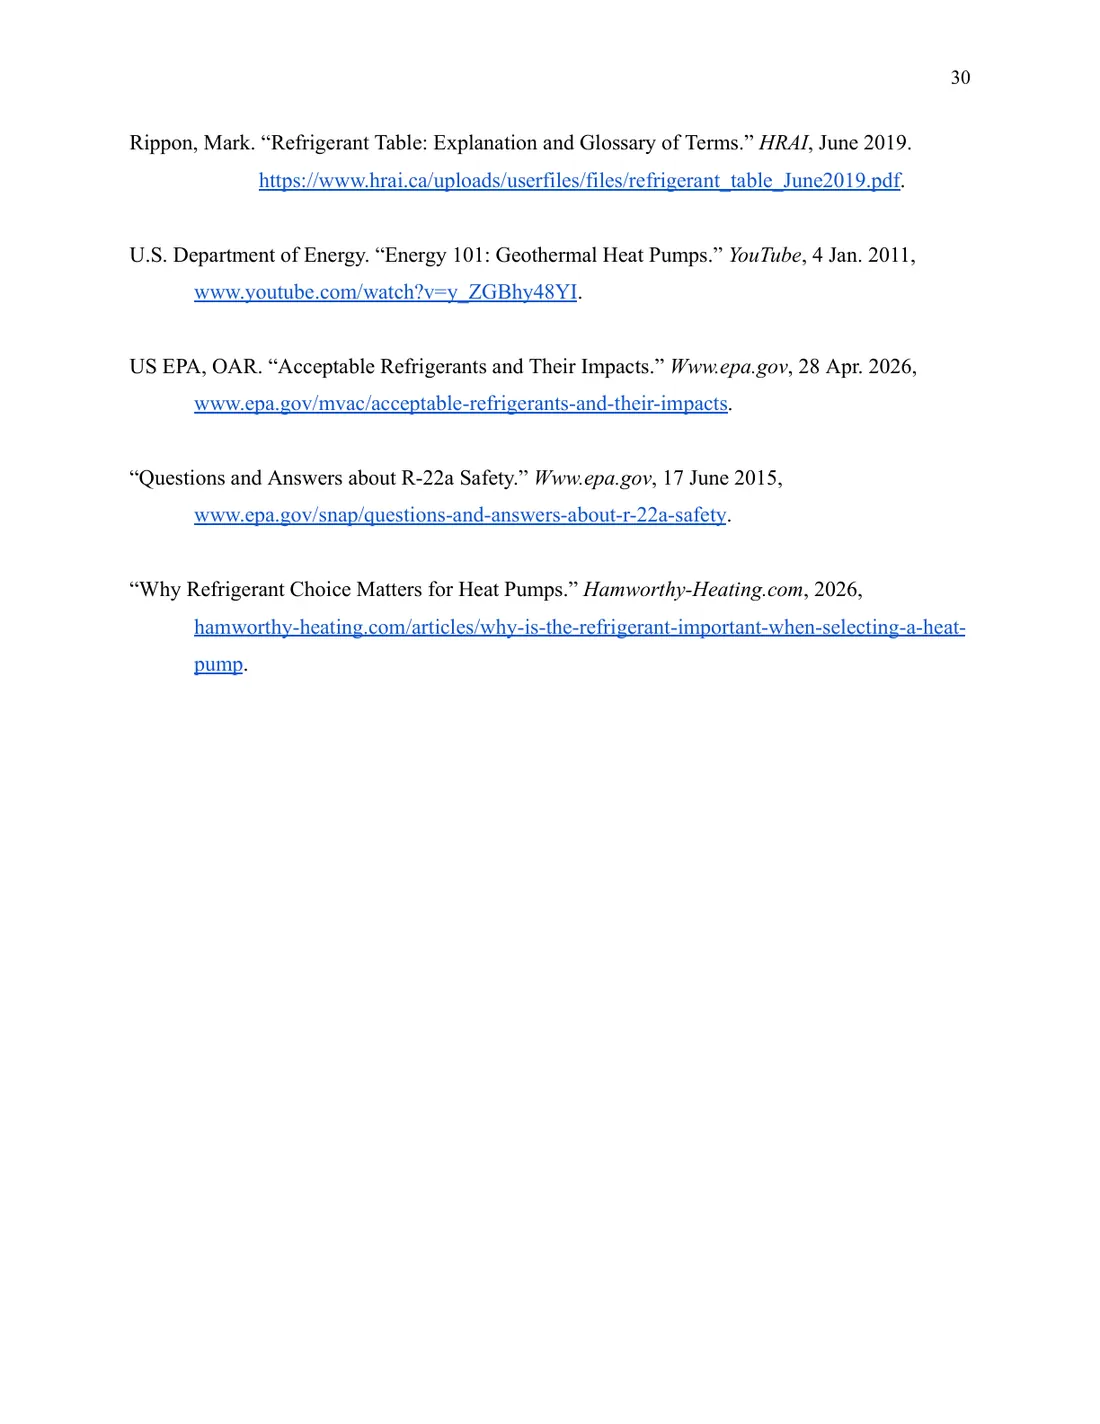 30
Rippon, Mark. “Refrigerant Table: Explanation and Glossary of Terms.” HRAI, June 2019.
https://www.hrai.ca/uploads/userfiles/files/refrigerant_table_June2019.pdf.
U.S. Department of Energy. “Energy 101: Geothermal Heat Pumps.” YouTube, 4 Jan. 2011,
www.youtube.com/watch?v=y_ZGBhy48YI.
US EPA, OAR. “Acceptable Refrigerants and Their Impacts.” Www.epa.gov, 28 Apr. 2026,
www.epa.gov/mvac/acceptable-refrigerants-and-their-impacts.
“Questions and Answers about R-22a Safety.” Www.epa.gov, 17 June 2015,
www.epa.gov/snap/questions-and-answers-about-r-22a-safety.
“Why Refrigerant Choice Matters for Heat Pumps.” Hamworthy-Heating.com, 2026,
hamworthy-heating.com/articles/why-is-the-refrigerant-important-when-selecting-a-heat-
pump.